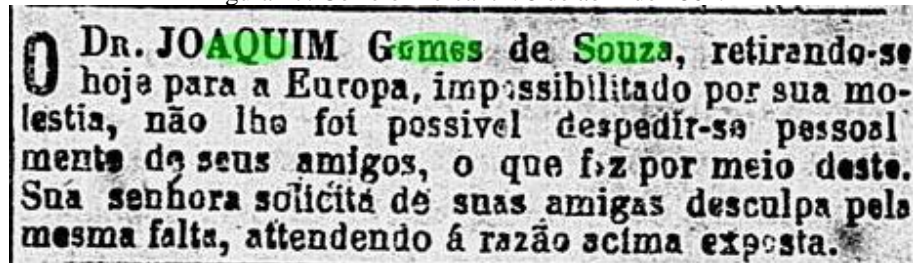 O DR. JOAQUIM Gomes de Souza, retirando-se
hoje para a Europa, impossibilitado por sua mo-
lestia, não lhe foi possivel despedir-se pessoal
mente de seus amigos, o que faz por meio deste.
Sua senhora solicita de suas amigas desculpa pela
mesma falta, attendendo á razão acima exposta.